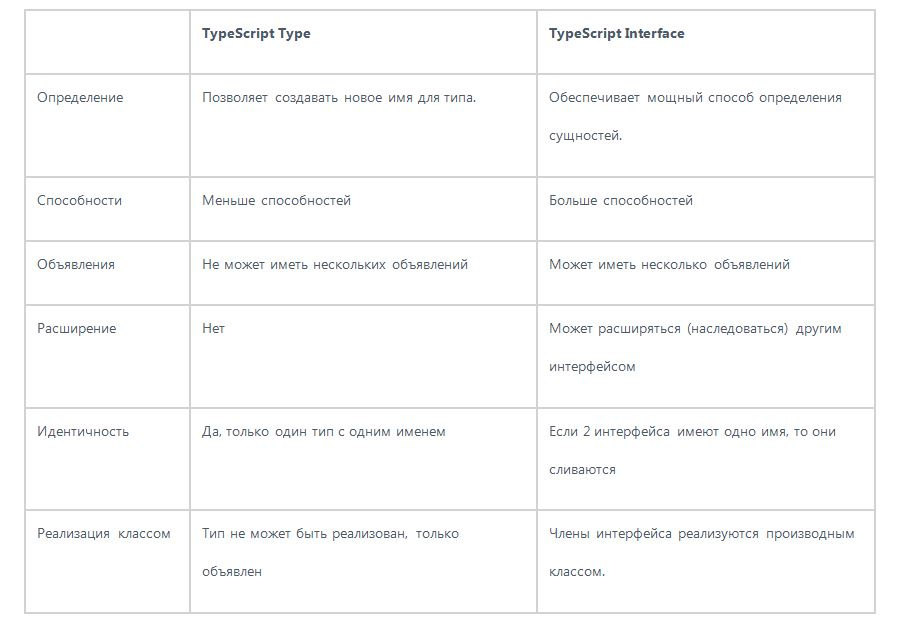 TypeScript Type
TypeScript Interface
Определение
Позволяет создавать новое имя для типа.
Обеспечивает мощный способ определения
сущностей.
Способности
Меньше способностей
Больше способностей
Объявления
Не может иметь нескольких объявлений
Может иметь несколько объявлений
Расширение
Нет
Может расширяться (наследоваться) другим
интерфейсом
Идентичность
Да, только один тип с одним именем
Если 2 интерфейса имеют одно имя, то они
сливаются
Реализация классом
Тип не может быть реализован, только
объявлен
Члены интерфейса реализуются производным
классом.